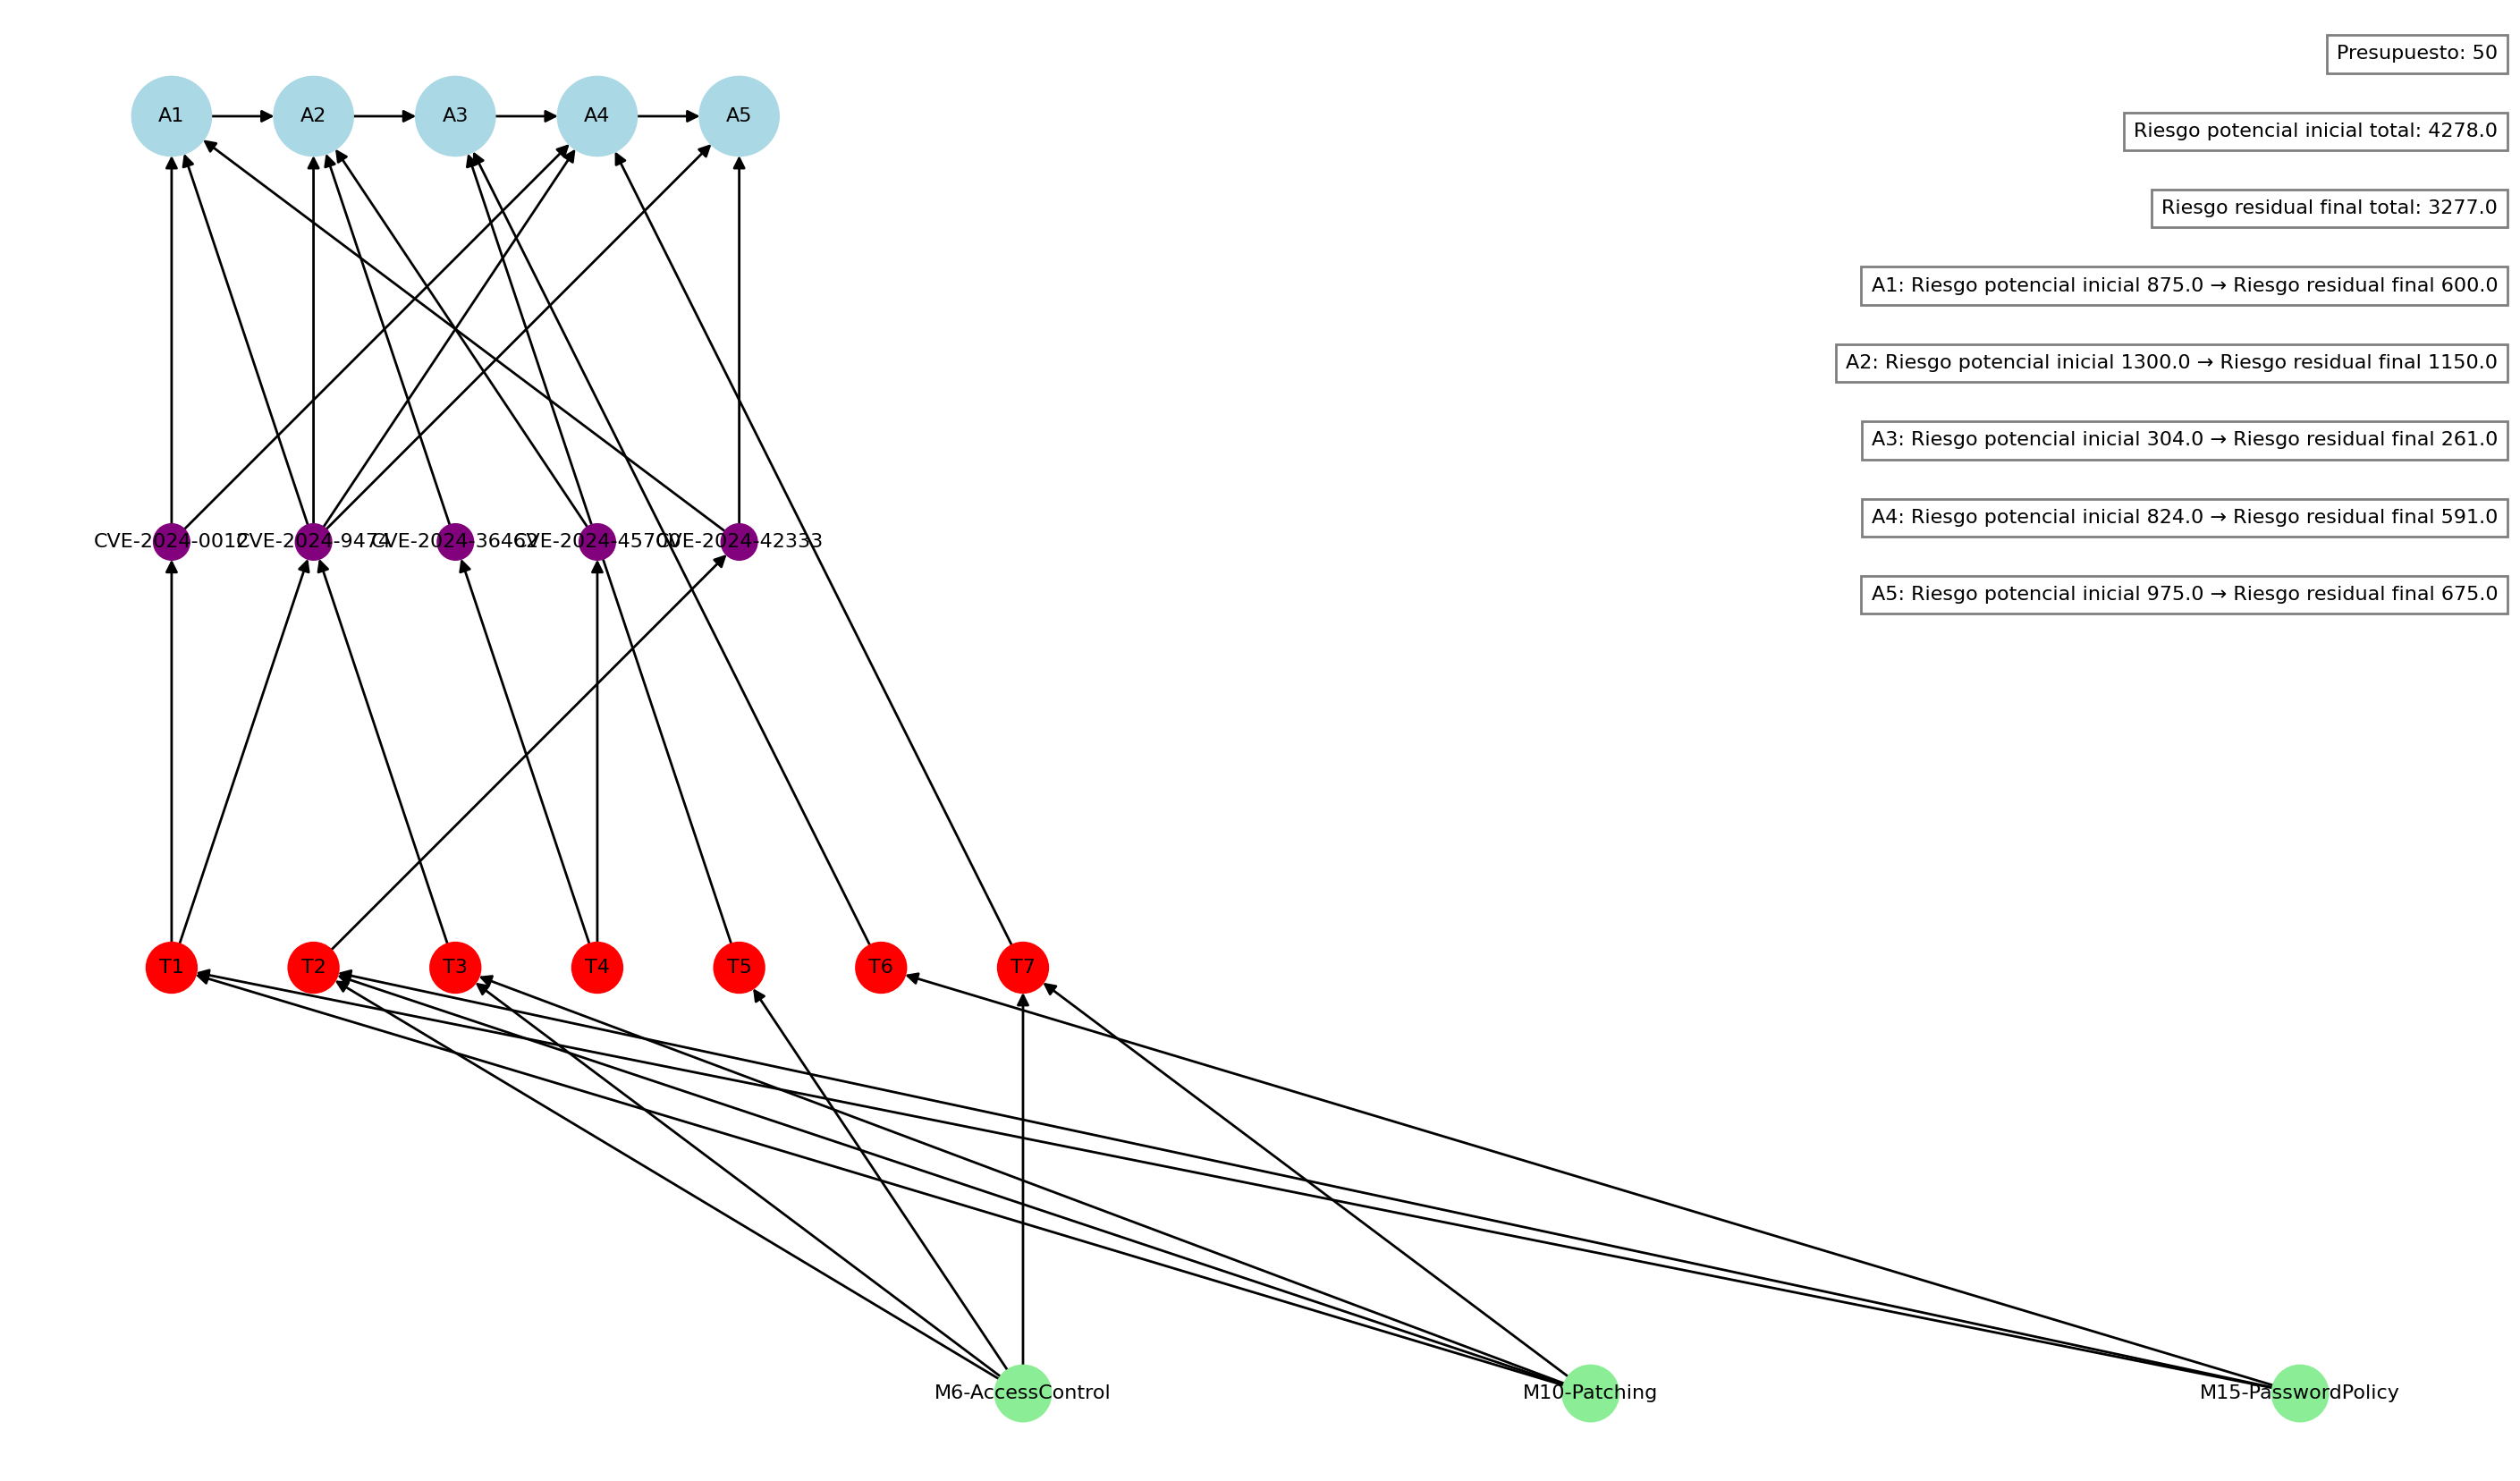 Presupuesto: 50
A1
A2
A3
A4
A5
Riesgo potencial inicial total: 4278.0
Riesgo residual final total: 3277.0
A1: Riesgo potencial inicial 875.0 → Riesgo residual final 600.0
A2: Riesgo potencial inicial 1300.0 → Riesgo residual final 1150.0
A3: Riesgo potencial inicial 304.0 → Riesgo residual final 261.0
A4: Riesgo potencial inicial 824.0 → Riesgo residual final 591.0
A5: Riesgo potencial inicial 975.0 → Riesgo residual final 675.0
CVE-2024-0012
CVE-2024-9474
CVE-2024-36462
CVE-2024-45700
CVE-2024-42333
T1
T2
T3
T4
T5
T6
T7
M6-AccessControl
M10-Patching
M15-PasswordPolicy